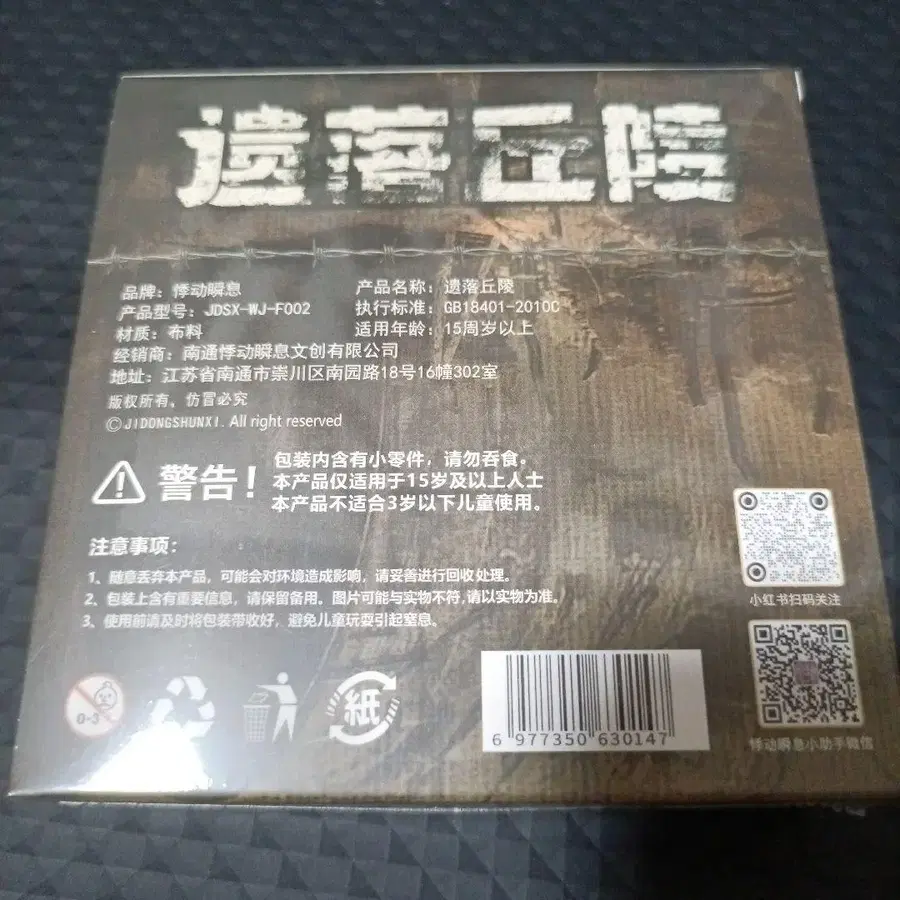 遗落丘陵
品牌：悸动瞬息
产品名称：遗落丘陵
产品型号：JDSX-WJ-F002
执行标准：GB18401-2010C
材质：布料
适用年龄：15周岁以上
经销商：南通悸动瞬息文创有限公司
地址：江苏省南通市崇川区南园路18号16幢302室
版权所有，仿冒必究
©JIDONGSHUNXI. All right reserved
警告！
包装内含有小零件，请勿吞食。
本产品仅适用于15岁及以上人士
本产品不适合3岁以下儿童使用。
注意事项：
1、随意丢弃本产品，可能会对环境造成影响，请妥善进行回收处理。
2、包装上含有重要信息，请保留备用。图片可能与实物不符,请以实物为准。
3、使用前请及时将包装带收好，避免儿童玩耍引起窒息。
小红书扫码关注
0-3
紙
6 977350 630147
悸动瞬息小助手微信